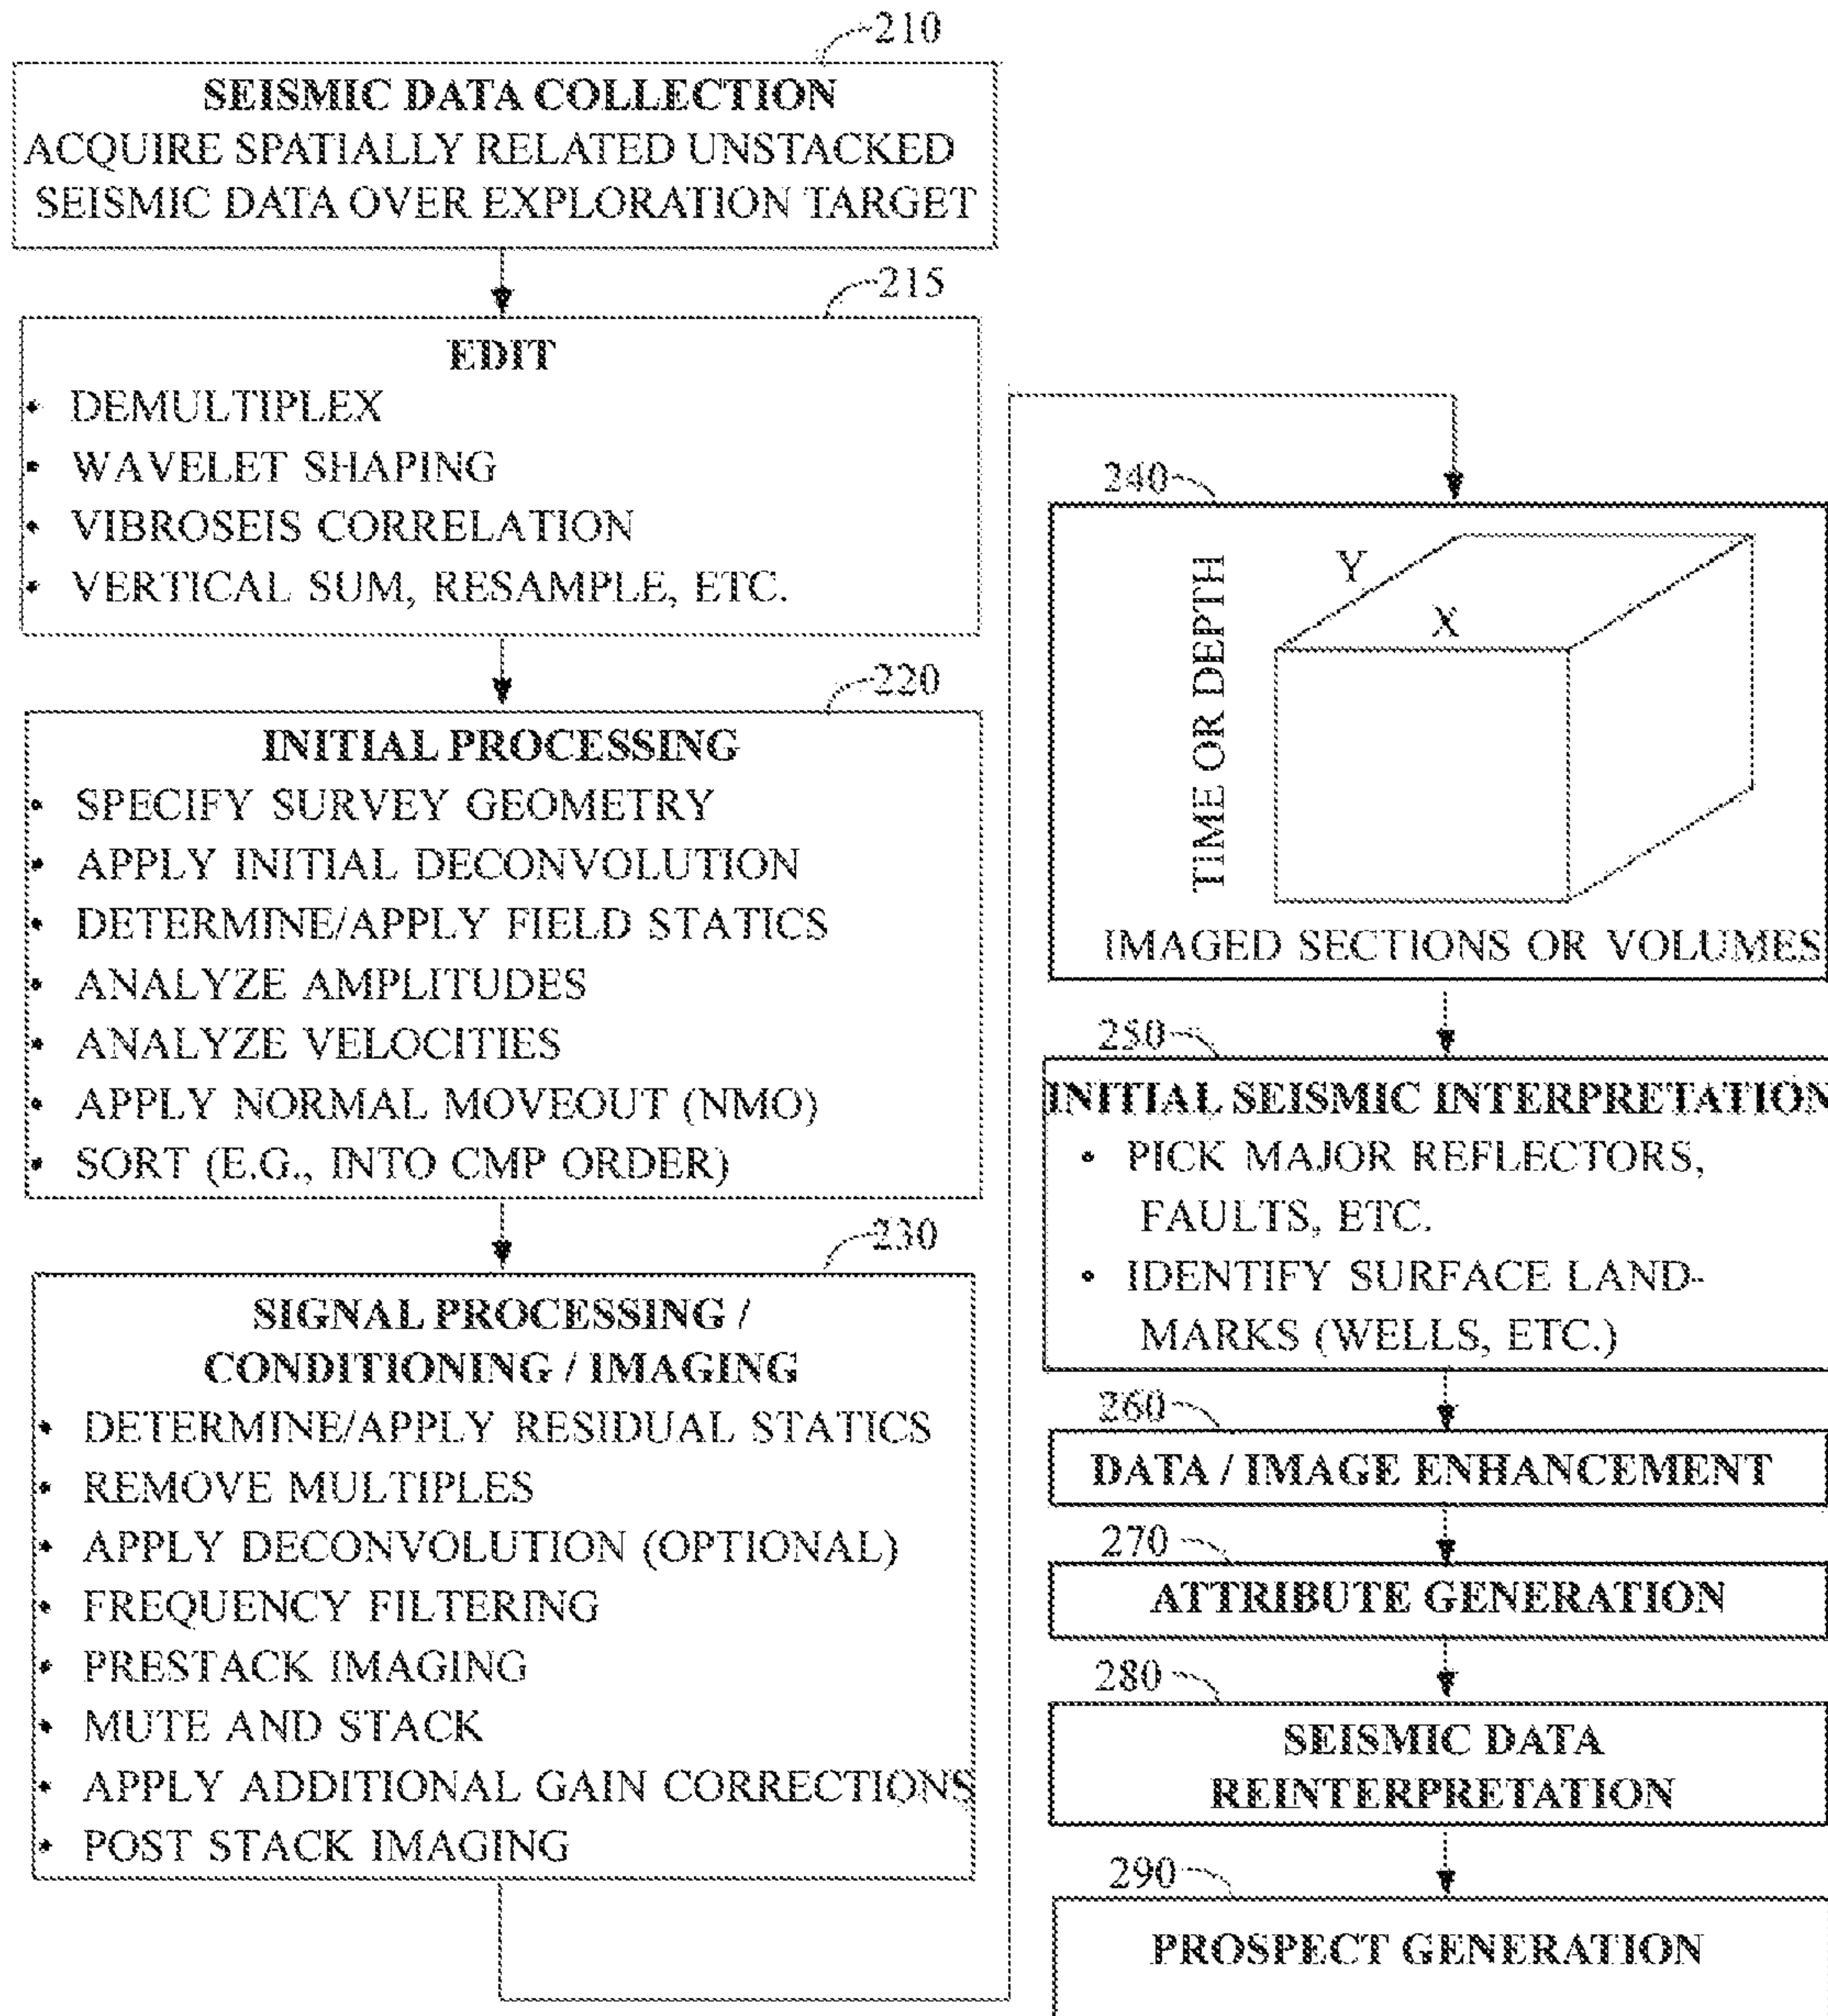 210
SEISMIC DATA COLLECTION
ACQUIRE SPATIALLY RELATED UNSTACKED
SEISMIC DATA OVER EXPLORATION TARGET
215
EDIT
• DEMULTIPLEX
• WAVELET SHAPING
• VIBROSEIS CORRELATION
• VERTICAL SUM, RESAMPLE, ETC.
220
INITIAL PROCESSING
• SPECIFY SURVEY GEOMETRY
• APPLY INITIAL DECONVOLUTION
• DETERMINE/APPLY FIELD STATICS
• ANALYZE AMPLITUDES
• ANALYZE VELOCITIES
• APPLY NORMAL MOVEOUT (NMO)
• SORT (E.G., INTO CMP ORDER)
230
SIGNAL PROCESSING /
CONDITIONING / IMAGING
• DETERMINE/APPLY RESIDUAL STATICS
• REMOVE MULTIPLES
• APPLY DECONVOLUTION (OPTIONAL)
• FREQUENCY FILTERING
• PRESTACK IMAGING
• MUTE AND STACK
• APPLY ADDITIONAL GAIN CORRECTIONS
• POST STACK IMAGING
240
TIME OR DEPTH
Y
X
IMAGED SECTIONS OR VOLUMES
250
INITIAL SEISMIC INTERPRETATION
• PICK MAJOR REFLECTORS,
FAULTS, ETC.
• IDENTIFY SURFACE LAND-
MARKS (WELLS, ETC.)
260
DATA / IMAGE ENHANCEMENT
270
ATTRIBUTE GENERATION
280
SEISMIC DATA
REINTERPRETATION
290
PROSPECT GENERATION